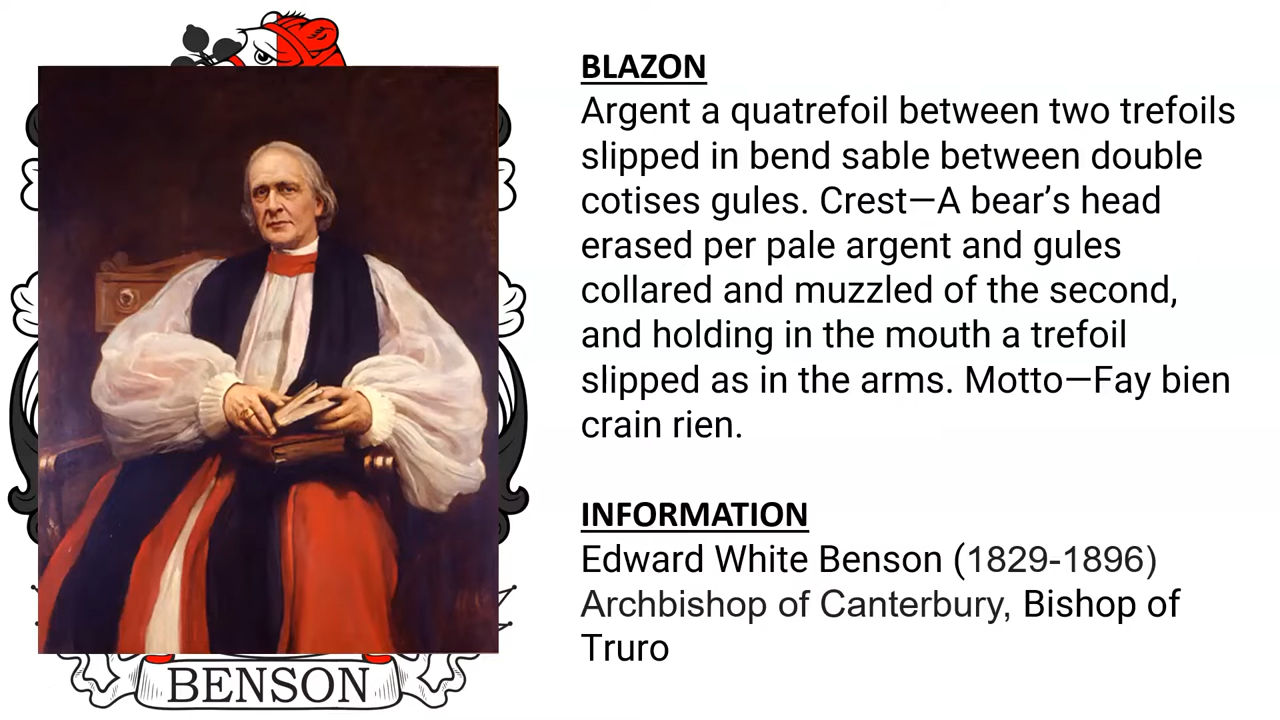 BLAZON
Argent a quatrefoil between two trefoils
slipped in bend sable between double
cotises gules. Crest—A bear’s head
erased per pale argent and gules
collared and muzzled of the second,
and holding in the mouth a trefoil
slipped as in the arms. Motto—Fay bien
crain rien.
INFORMATION
Edward White Benson (1829-1896)
Archbishop of Canterbury, Bishop of
Truro
BENSON